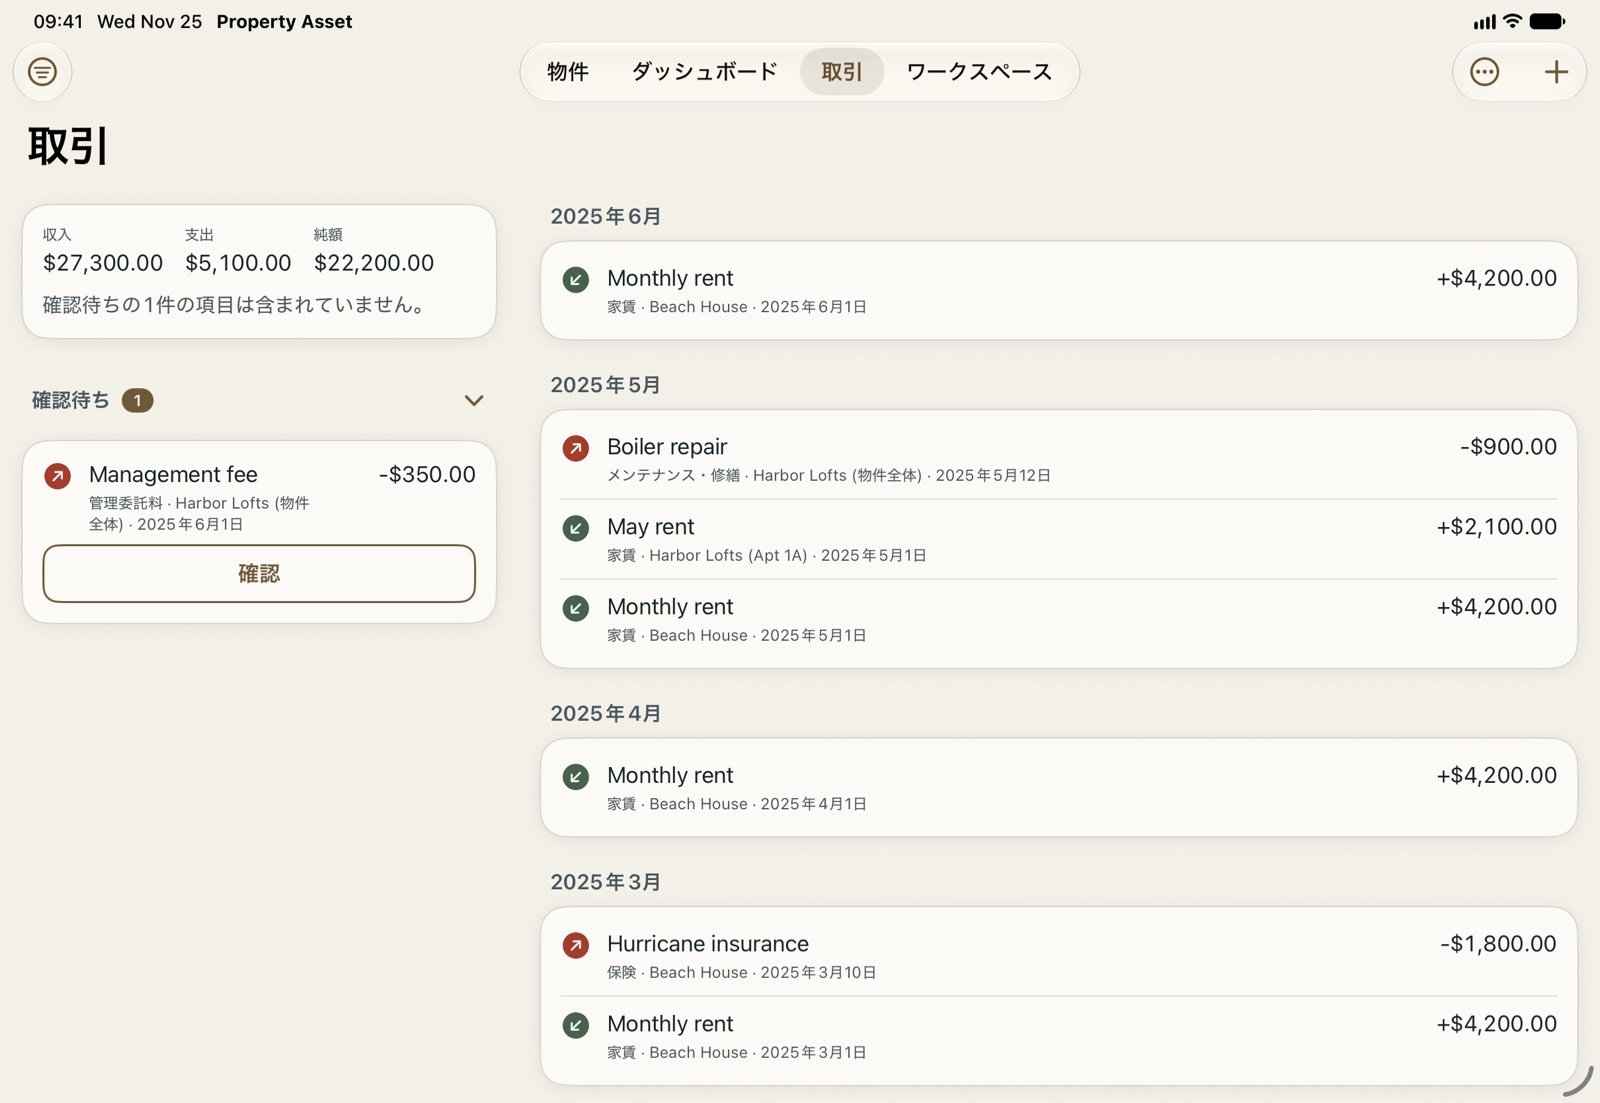 09:41 Wed Nov 25 Property Asset
物件 ダッシュボード 取引 ワークスペース
取引
収入 支出 純額
$27,300.00 $5,100.00 $22,200.00
確認待ちの1件の項目は含まれていません。
確認待ち 1
Management fee -$350.00
管理委託料 · Harbor Lofts (物件
全体) · 2025年6月1日
確認
2025年6月
Monthly rent +$4,200.00
家賃 · Beach House · 2025年6月1日
2025年5月
Boiler repair -$900.00
メンテナンス・修繕 · Harbor Lofts (物件全体) · 2025年5月12日
May rent +$2,100.00
家賃 · Harbor Lofts (Apt 1A) · 2025年5月1日
Monthly rent +$4,200.00
家賃 · Beach House · 2025年5月1日
2025年4月
Monthly rent +$4,200.00
家賃 · Beach House · 2025年4月1日
2025年3月
Hurricane insurance -$1,800.00
保険 · Beach House · 2025年3月10日
Monthly rent +$4,200.00
家賃 · Beach House · 2025年3月1日